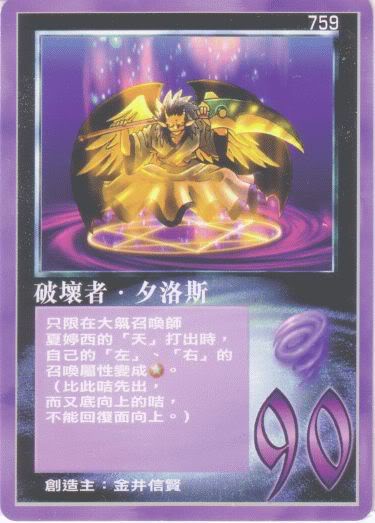 759
破壞者・夕洛斯
只限在大氣召喚師
夏婷西的「天」打出時，
自己的「左」、「右」的
召喚屬性變成。
（比此咭先出，
而又底向上的咭，
不能回復面向上。）
90
創造主：金井信賢